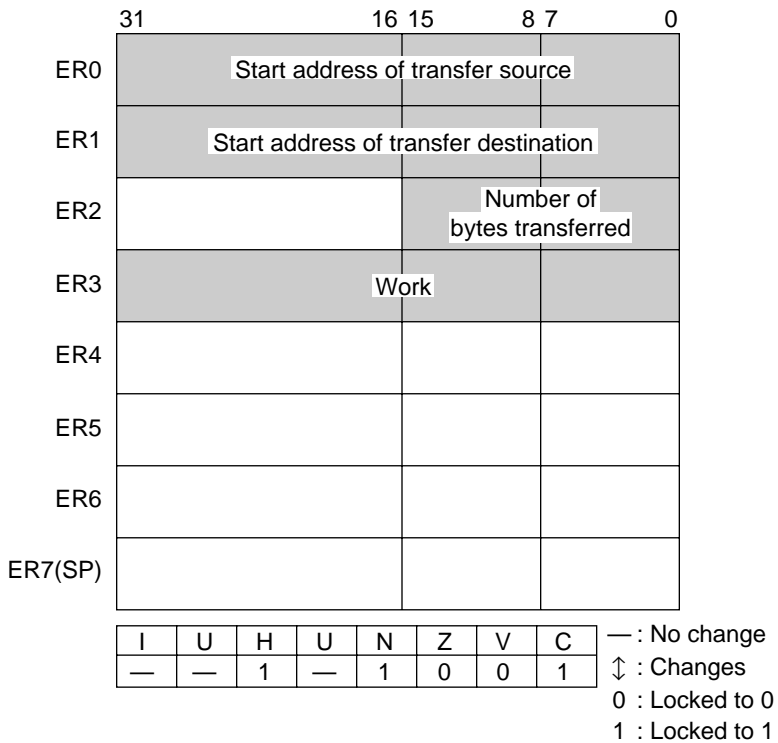 31 16 15 8 7 0
ER0 Start address of transfer source
ER1 Start address of transfer destination
ER2 Number of
bytes transferred
ER3 Work
ER4
ER5
ER6
ER7(SP)
I U H U N Z V C
— — 1 — 1 0 0 1
— : No change
↕ : Changes
0 : Locked to 0
1 : Locked to 1